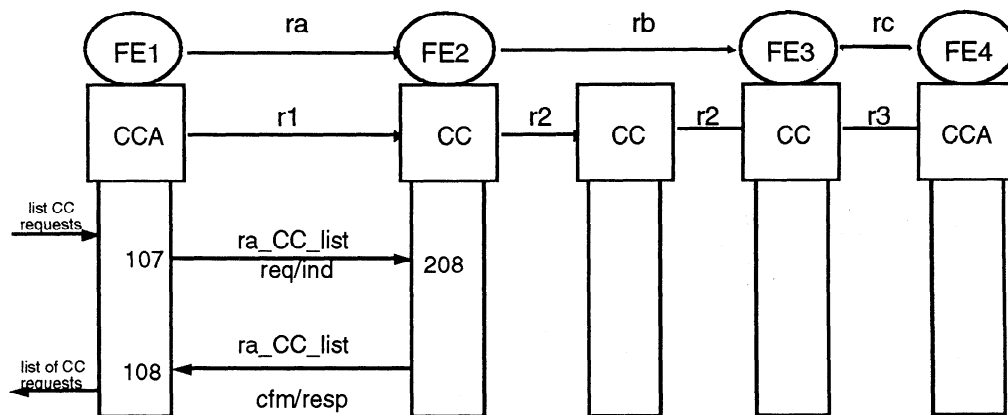 ra
rb
rc
FE1
FE2
FE3
FE4
r1
r2
r2
r3
CCA
CC
CC
CC
CCA
list CC
requests
ra_CC_list
107
208
req/ind
list of CC
requests
ra_CC_list
108
cfm/resp